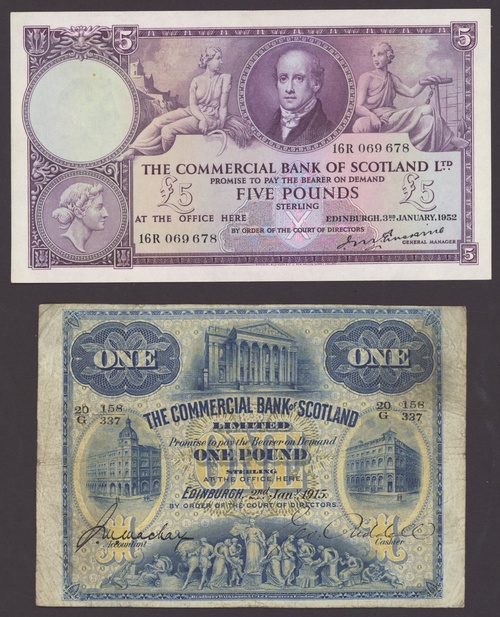 5 5
16R 069 678
THE COMMERCIAL BANK OF SCOTLAND LTD
PROMISE TO PAY THE BEARER ON DEMAND
£5 FIVE POUNDS £5
STERLING
AT THE OFFICE HERE EDINBURGH, 3RD JANUARY, 1952
16R 069 678 BY ORDER OF THE COURT OF DIRECTORS
GENERAL MANAGER
5
ONE ONE
20 158 20 158
G 337 G 337
THE COMMERCIAL BANK of SCOTLAND
LIMITED
Promise to pay the Bearer on Demand
ONE POUND
STERLING
AT THE OFFICE HERE.
EDINBURGH, 2nd Jany. 1915.
BY ORDER OF THE COURT OF DIRECTORS.
Accountant Cashier